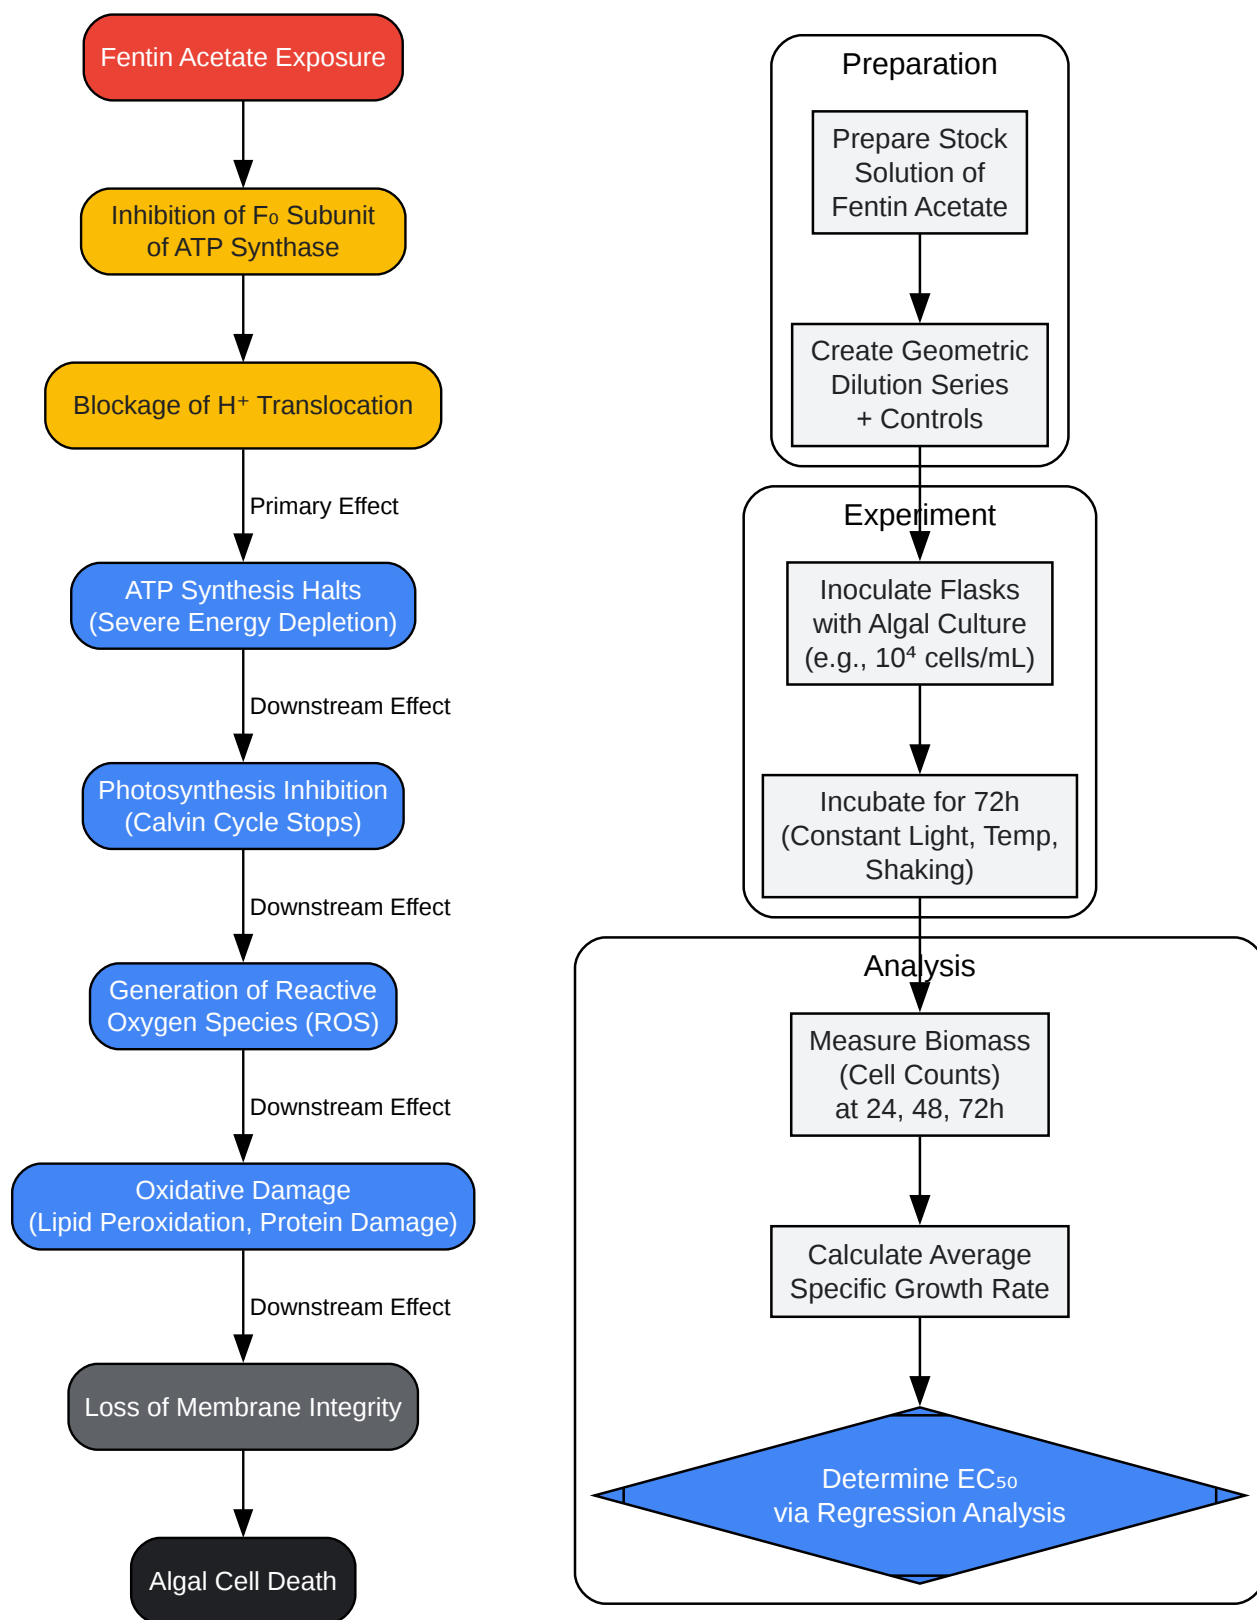 Fentin Acetate Exposure
Inhibition of F₀ Subunit
of ATP Synthase
Blockage of H⁺ Translocation
Primary Effect
ATP Synthesis Halts
(Severe Energy Depletion)
Downstream Effect
Photosynthesis Inhibition
(Calvin Cycle Stops)
Downstream Effect
Generation of Reactive
Oxygen Species (ROS)
Downstream Effect
Oxidative Damage
(Lipid Peroxidation, Protein Damage)
Downstream Effect
Loss of Membrane Integrity
Algal Cell Death
Preparation
Prepare Stock
Solution of
Fentin Acetate
Create Geometric
Dilution Series
+ Controls
Experiment
Inoculate Flasks
with Algal Culture
(e.g., 10⁴ cells/mL)
Incubate for 72h
(Constant Light, Temp,
Shaking)
Analysis
Measure Biomass
(Cell Counts)
at 24, 48, 72h
Calculate Average
Specific Growth Rate
Determine EC₅₀
via Regression Analysis